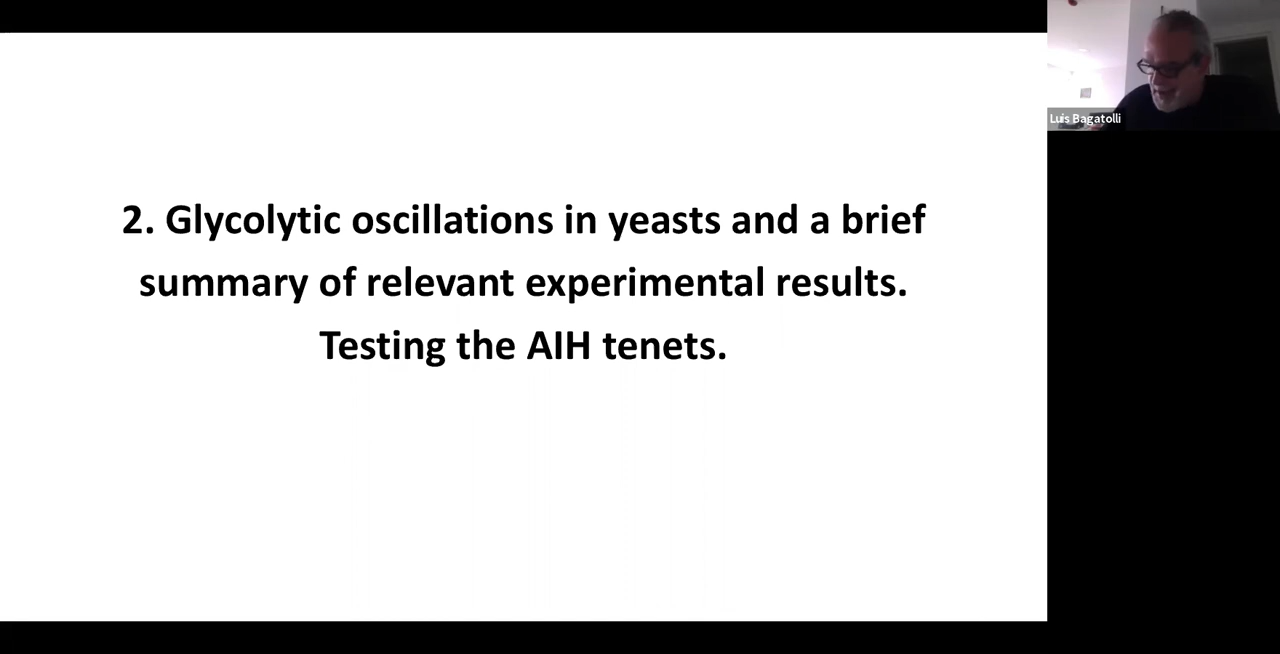 2. Glycolytic oscillations in yeasts and a brief
summary of relevant experimental results.
Testing the AIH tenets.
Luis Bagatolli